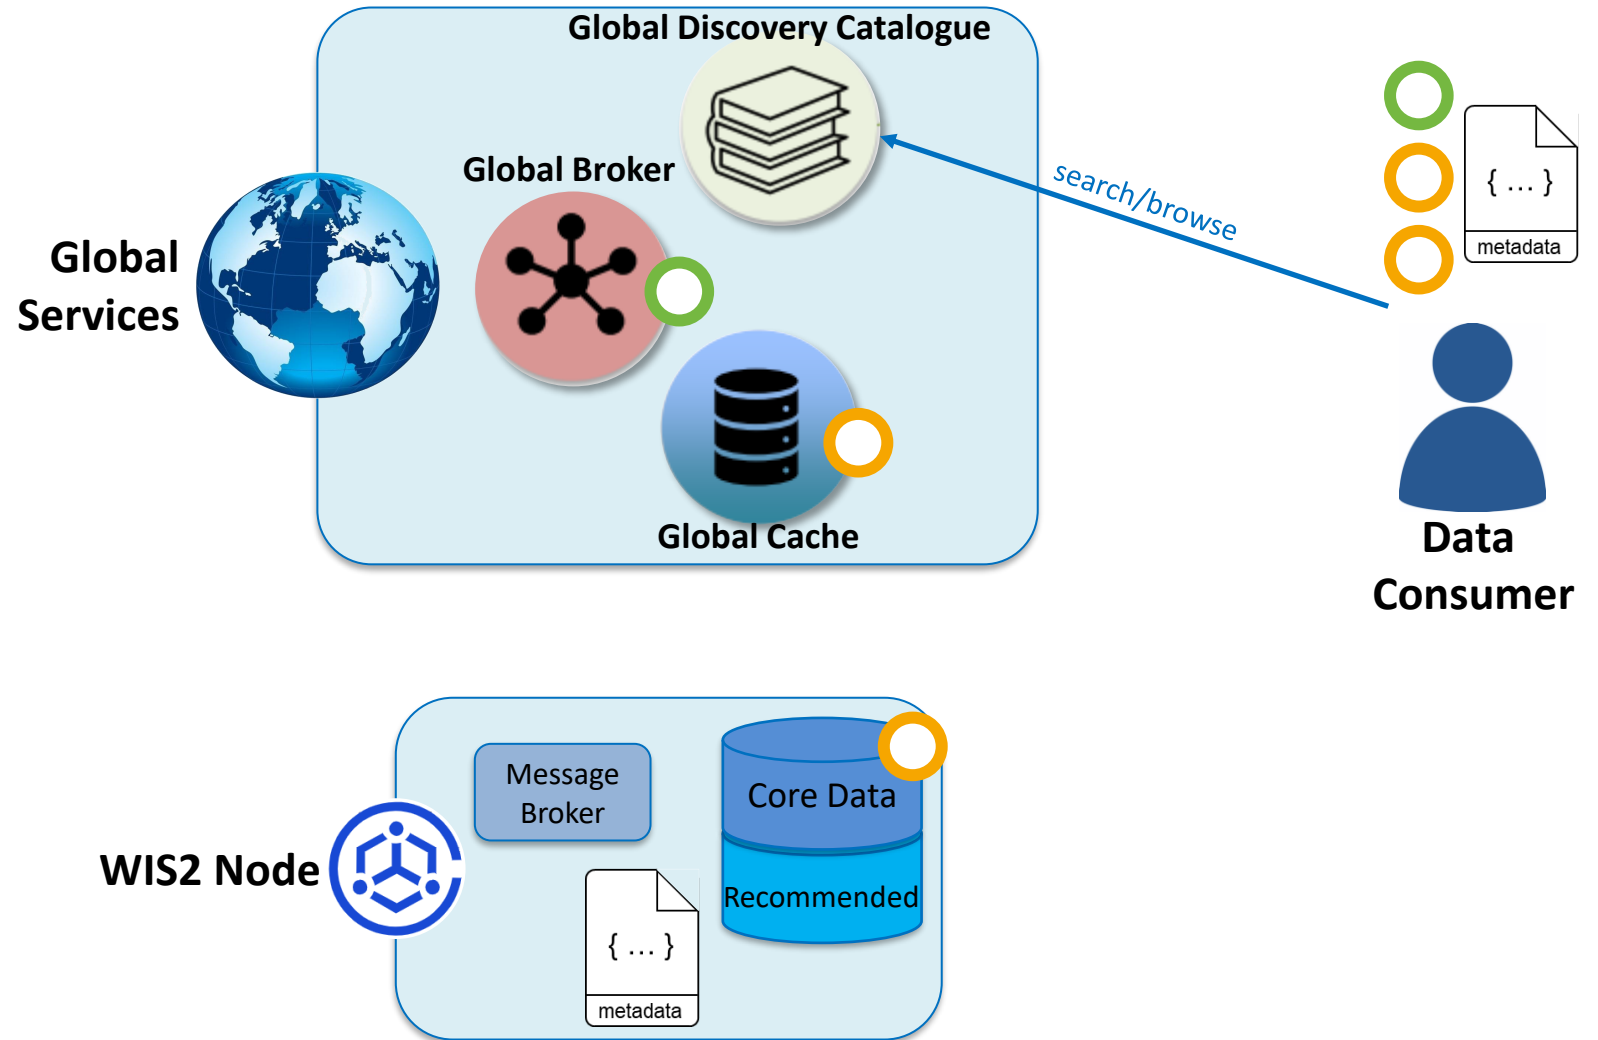 Global Discovery Catalogue
Global Broker
search/browse
{ ... }
metadata
Global
Services
Global Cache
Data
Consumer
Message
Broker
Core Data
WIS2 Node
Recommended
{ ... }
metadata